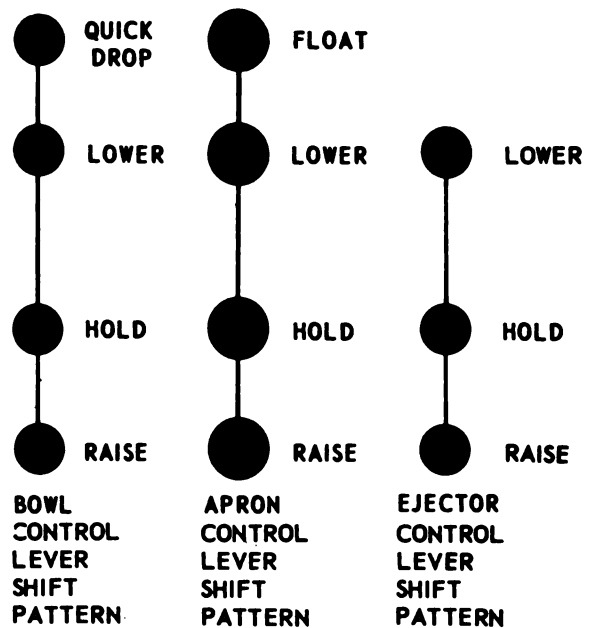 QUICK
DROP
FLOAT
LOWER
LOWER
LOWER
HOLD
HOLD
HOLD
RAISE
RAISE
RAISE
BOWL
CONTROL
LEVER
SHIFT
PATTERN
APRON
CONTROL
LEVER
SHIFT
PATTERN
EJECTOR
CONTROL
LEVER
SHIFT
PATTERN